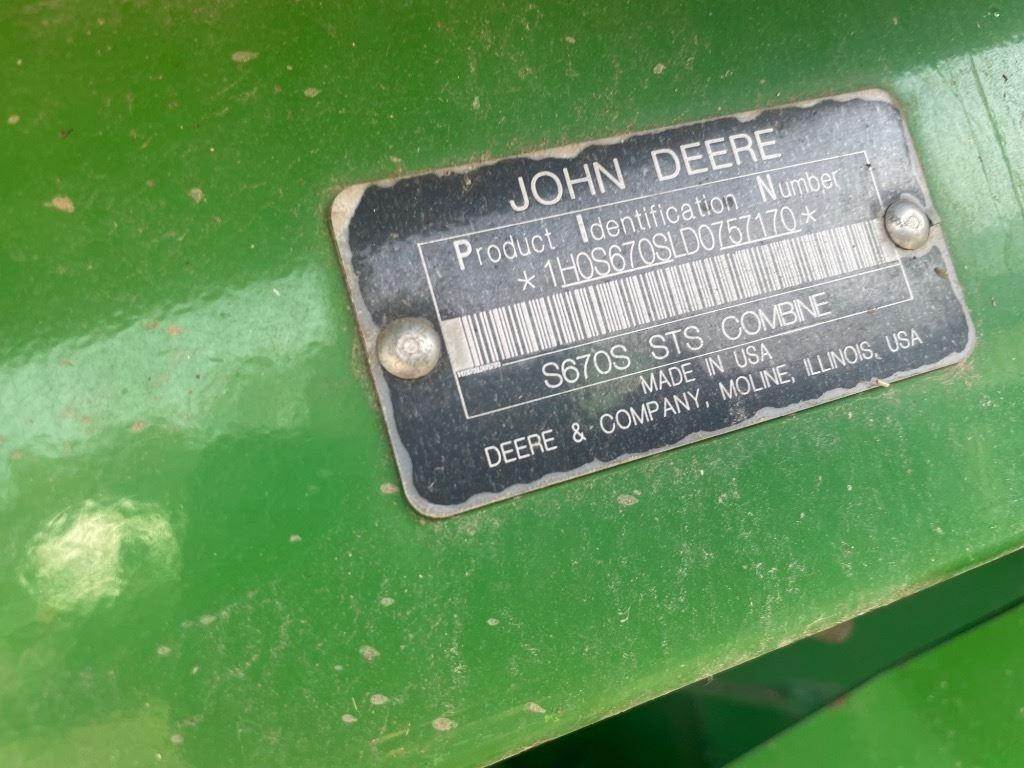 JOHN DEERE
Product Identification Number
*1H0S670SLD0757170*
S670S STS COMBINE
MADE IN USA
DEERE & COMPANY, MOLINE, ILLINOIS, USA